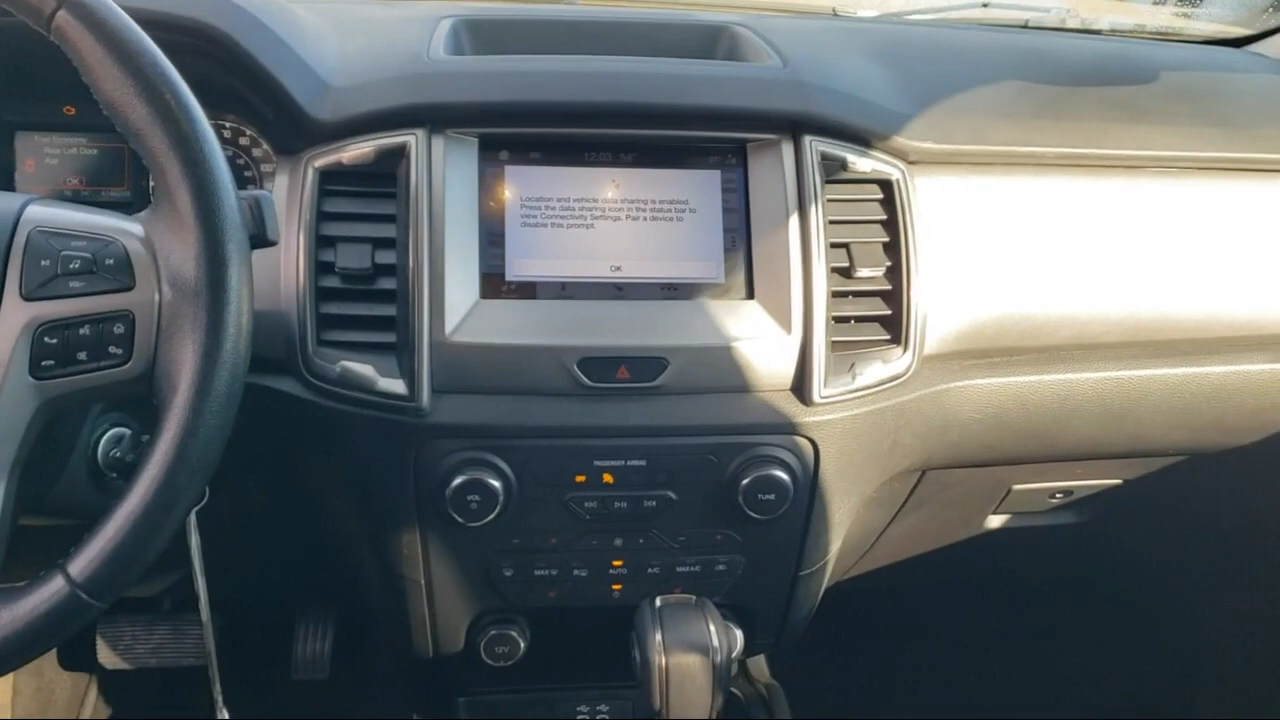 Fuel Economy
Rear Left Door
Ajar
OK
VOL
12:03 54°
Location and vehicle data sharing is enabled.
Press the data sharing icon in the status bar to
view Connectivity Settings. Pair a device to
disable this prompt.
OK
PASSENGER AIRBAG
OFF
VOL
TUNE
MAX
R
AUTO
A/C
MAX A/C
12V